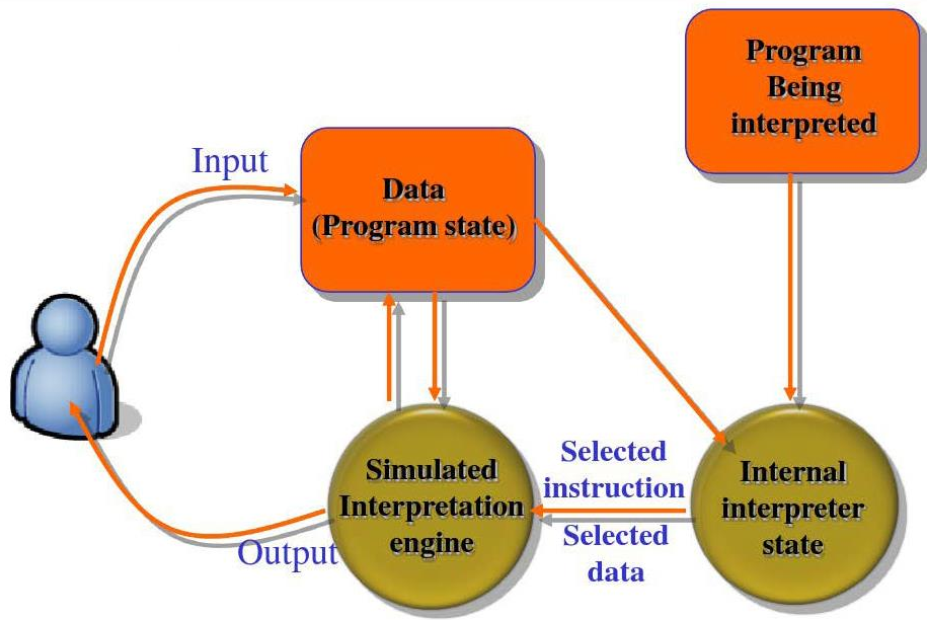 Program
Being
interpreted
Input
Data
(Program state)
Simulated
Interpretation
engine
Selected
instruction
Selected
data
Internal
interpreter
state
Output